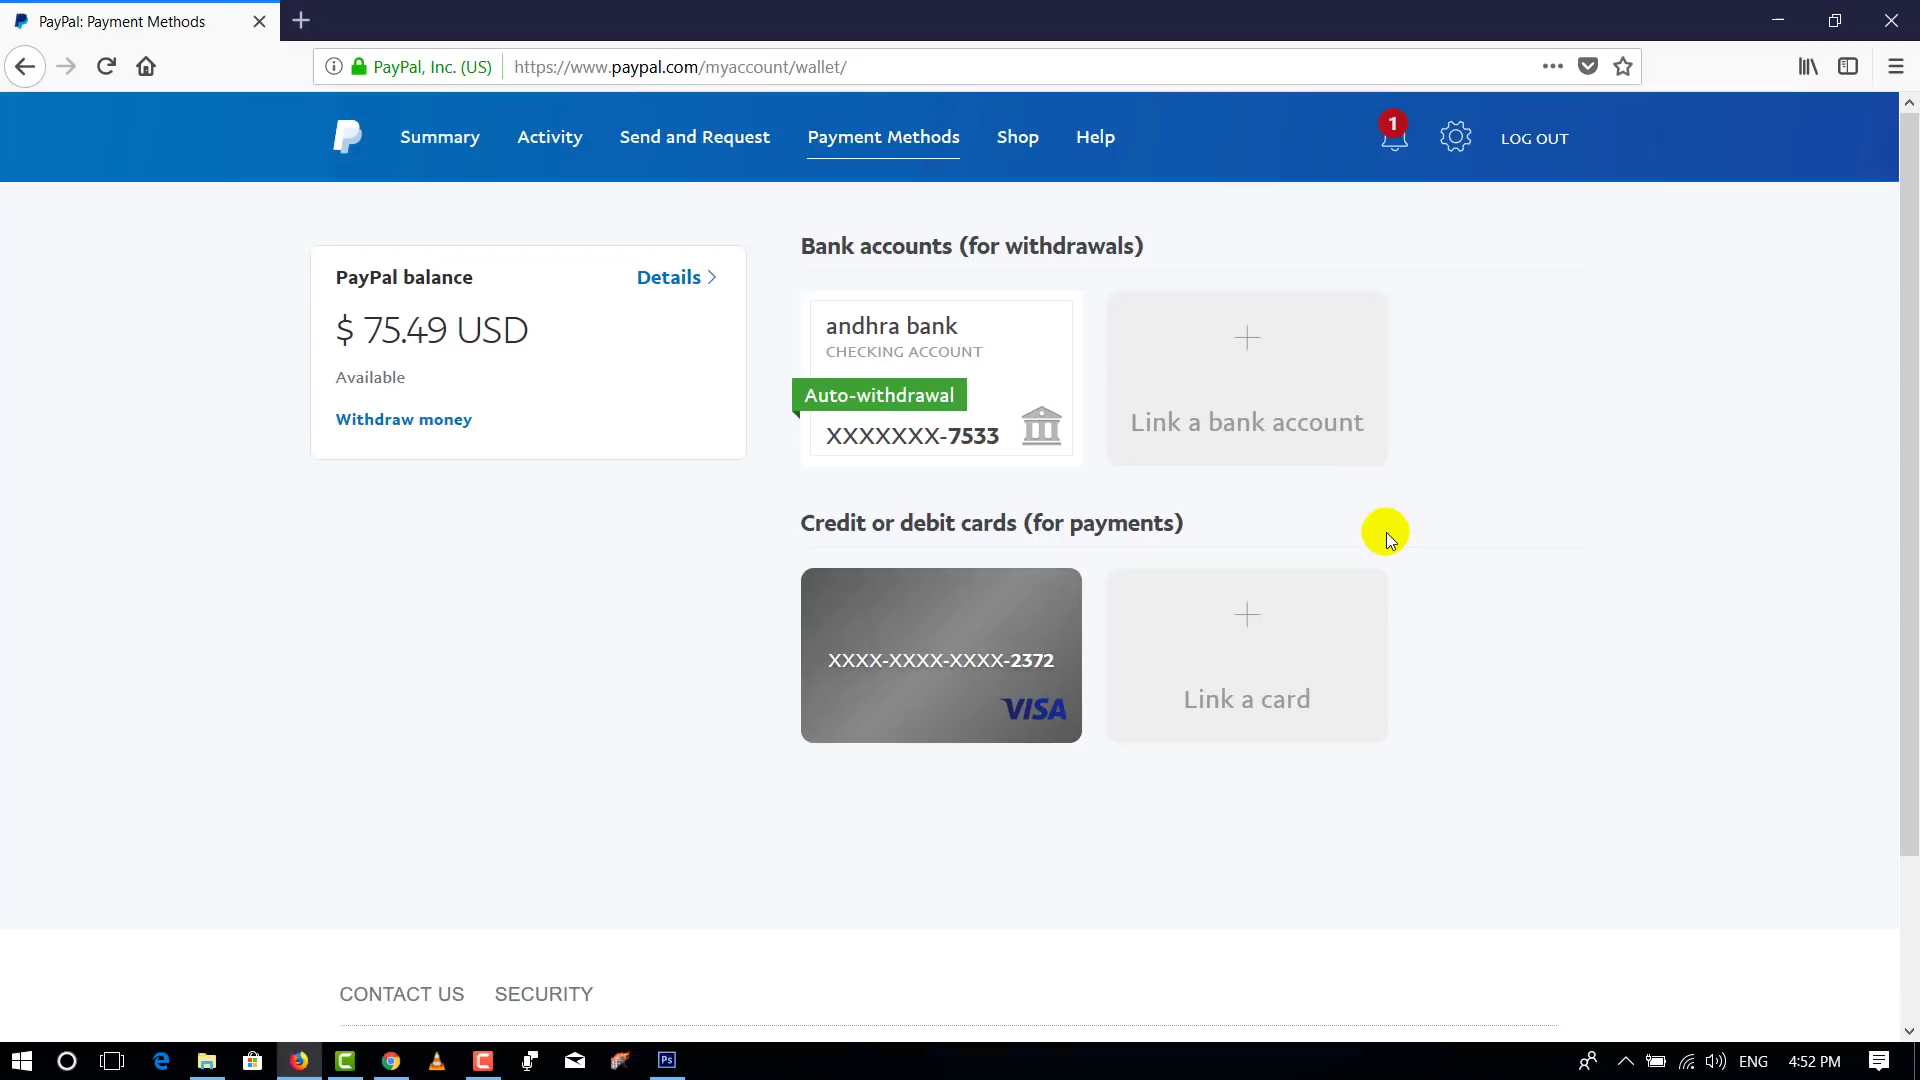 PayPal: Payment Methods
PayPal, Inc. (US) https://www.paypal.com/myaccount/wallet/
Summary Activity Send and Request Payment Methods Shop Help 1 LOG OUT
PayPal balance Details
$ 75.49 USD
Available
Withdraw money
Bank accounts (for withdrawals)
andhra bank
CHECKING ACCOUNT
Auto-withdrawal
XXXXXXX-7533
Link a bank account
Credit or debit cards (for payments)
XXXX-XXXX-XXXX-2372
VISA
Link a card
CONTACT US SECURITY
Ps ENG 4:52 PM